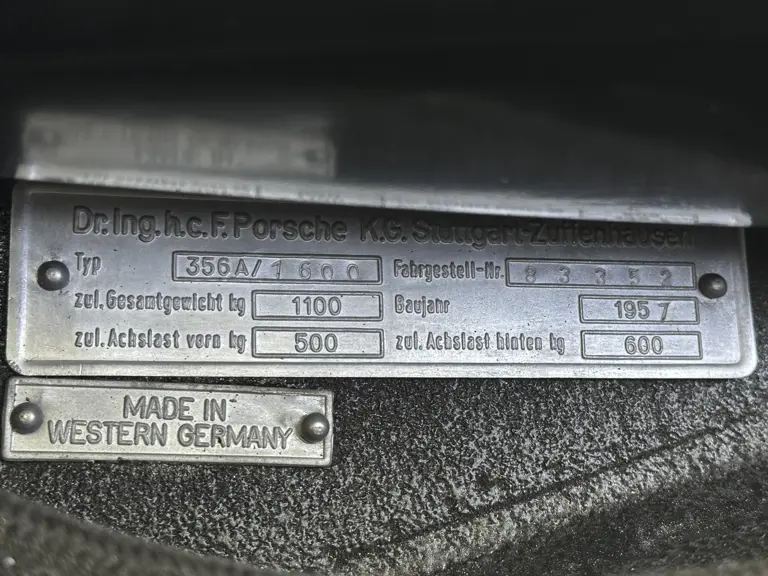 Dr.Ing.h.c.F.Porsche K.G. Stuttgart-Zuffenhausen
Typ 356A/1600 Fahrgestell-Nr. 83352
zul.Gesamtgewicht kg 1100 Baujahr 1957
zul. Achslast vorn kg 500 zul. Achslast hinten kg 600
MADE IN
WESTERN GERMANY